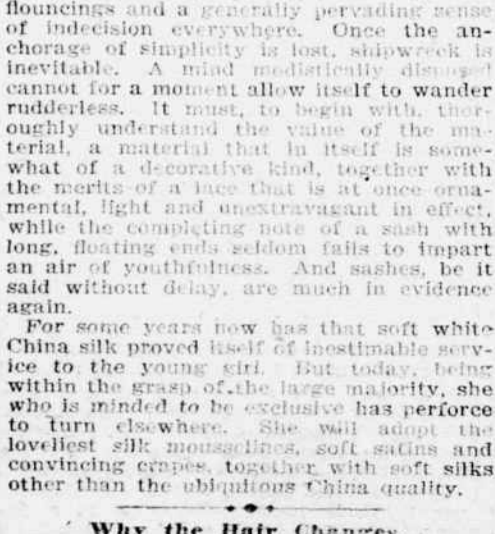 flouncings and a generally pervading sense
of indecision everywhere. Once the an-
chorage of simplicity is lost, shipwreck is
inevitable. A mind modistically disposed
cannot for a moment allow itself to wander
rudderless. It must, to begin with, thor-
oughly understand the value of the ma-
terial, a material that in itself is some-
what of a decorative kind, together with
the merits of a lace that is at once orna-
mental, light and unextravagant in effect,
while the completing note of a sash with
long, floating ends seldom fails to impart
an air of youthfulness. And sashes, be it
said without delay, are much in evidence
again.
For some years now has that soft white
China silk proved itself of inestimable serv-
ice to the young girl. But today, being
within the grasp of the large majority, she
who is minded to be exclusive has perforce
to turn elsewhere. She will adopt the
loveliest silk mousselines, soft satins and
convincing crapes, together with soft silks
other than the ubiquitous China quality.
Why the Hair Changes